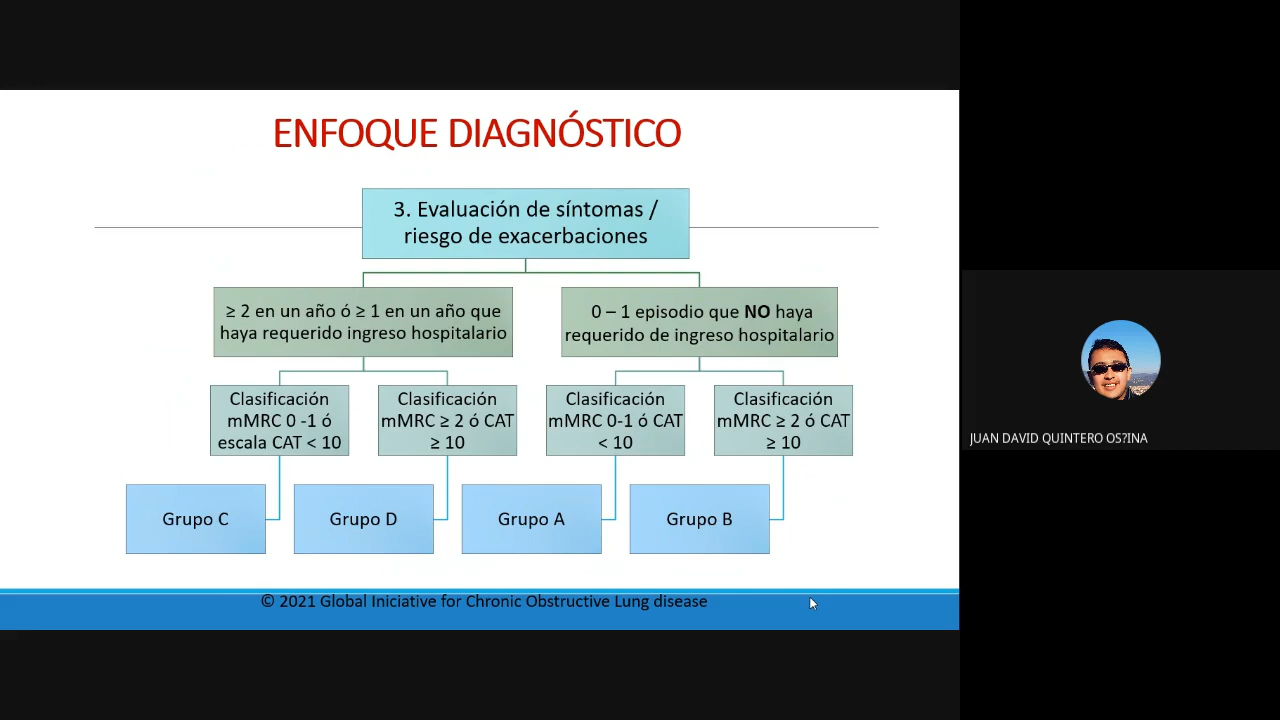 ENFOQUE DIAGNÓSTICO
3. Evaluación de síntomas /
riesgo de exacerbaciones
≥ 2 en un año ó ≥ 1 en un año que
haya requerido ingreso hospitalario
0 – 1 episodio que NO haya
requerido de ingreso hospitalario
Clasificación
mMRC 0 -1 ó
escala CAT < 10
Clasificación
mMRC ≥ 2 ó CAT
≥ 10
Clasificación
mMRC 0-1 ó CAT
< 10
Clasificación
mMRC ≥ 2 ó CAT
≥ 10
Grupo C
Grupo D
Grupo A
Grupo B
© 2021 Global Iniciative for Chronic Obstructive Lung disease
JUAN DAVID QUINTERO OS?INA